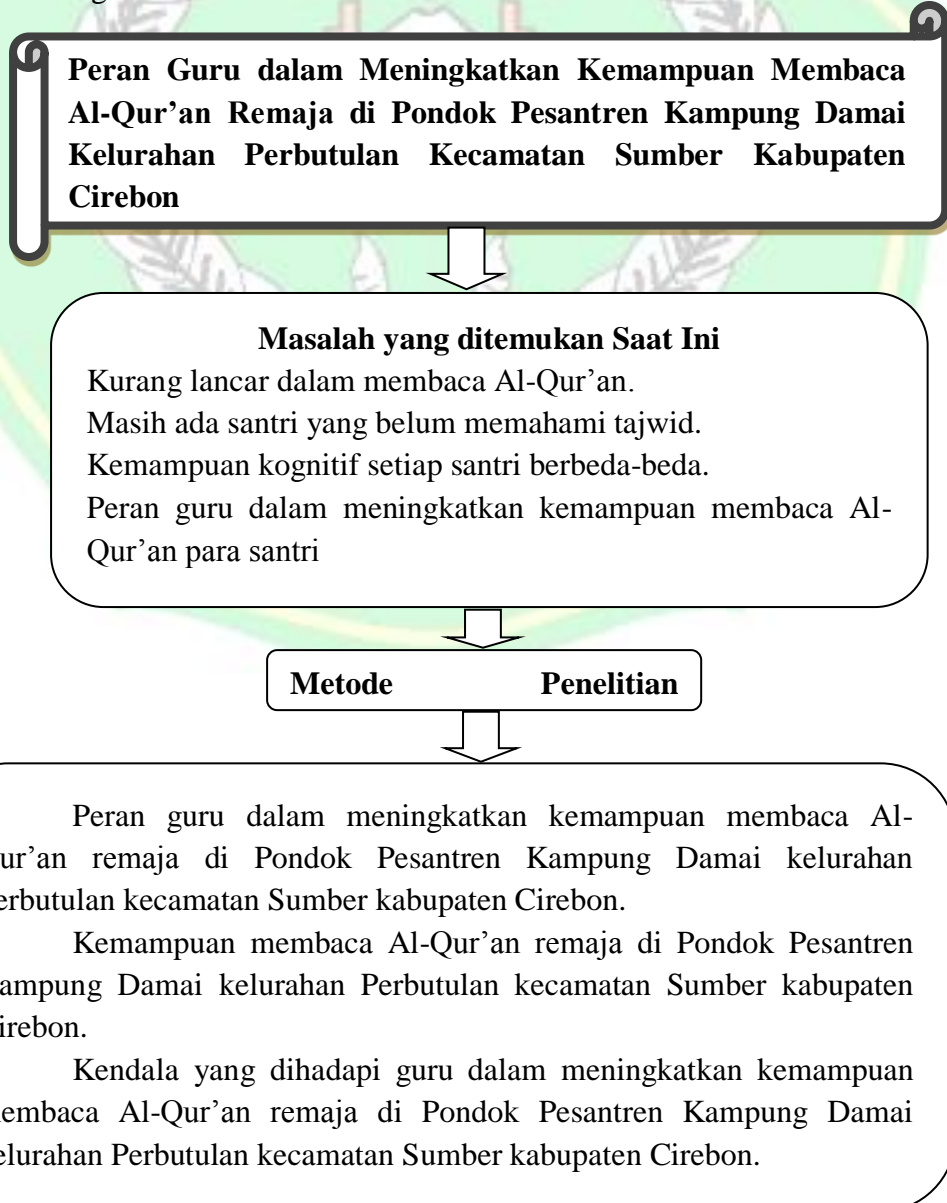 Peran Guru dalam Meningkatkan Kemampuan Membaca
Al-Qur’an Remaja di Pondok Pesantren Kampung Damai
Kelurahan Perbutulan Kecamatan Sumber Kabupaten
Cirebon
Masalah yang ditemukan Saat Ini
Kurang lancar dalam membaca Al-Qur’an.
Masih ada santri yang belum memahami tajwid.
Kemampuan kognitif setiap santri berbeda-beda.
Peran guru dalam meningkatkan kemampuan membaca Al-
Qur’an para santri
Metode Penelitian
Peran guru dalam meningkatkan kemampuan membaca Al-
ur’an remaja di Pondok Pesantren Kampung Damai kelurahan
erbutulan kecamatan Sumber kabupaten Cirebon.
Kemampuan membaca Al-Qur’an remaja di Pondok Pesantren
ampung Damai kelurahan Perbutulan kecamatan Sumber kabupaten
irebon.
Kendala yang dihadapi guru dalam meningkatkan kemampuan
embaca Al-Qur’an remaja di Pondok Pesantren Kampung Damai
elurahan Perbutulan kecamatan Sumber kabupaten Cirebon.